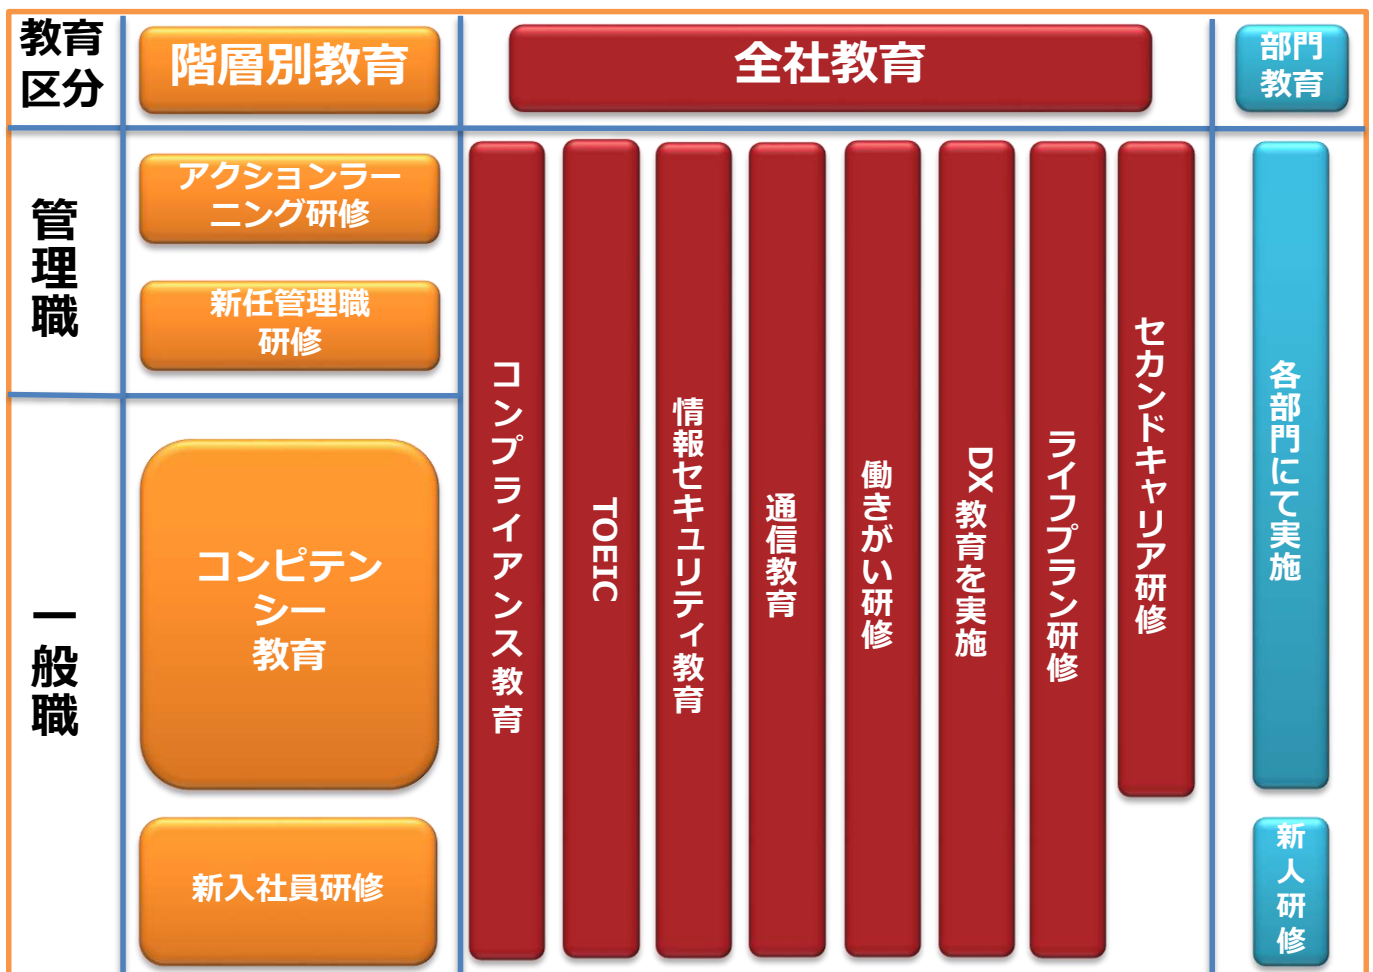 教育
区分
階層別教育
全社教育
部門
教育
管理職
アクションラー
ニング研修
新任管理職
研修
一般職
コンピテン
シー
教育
新入社員研修
コンプライアンス教育
TOEIC
情報セキュリティ教育
通信教育
働きがい研修
DX教育を実施
ライフプラン研修
セカンドキャリア研修
各部門にて実施
新人研修